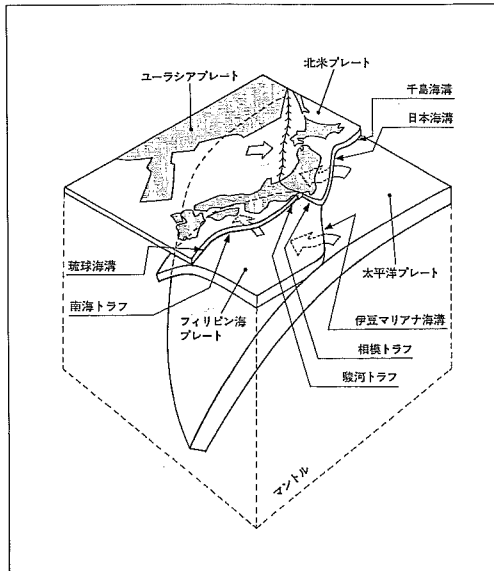 北米プレート
ユーラシアプレート
千島海溝
日本海溝
琉球海溝
南海トラフ
フィリピン海
プレート
太平洋プレート
伊豆マリアナ海溝
相模トラフ
駿河トラフ
マントル